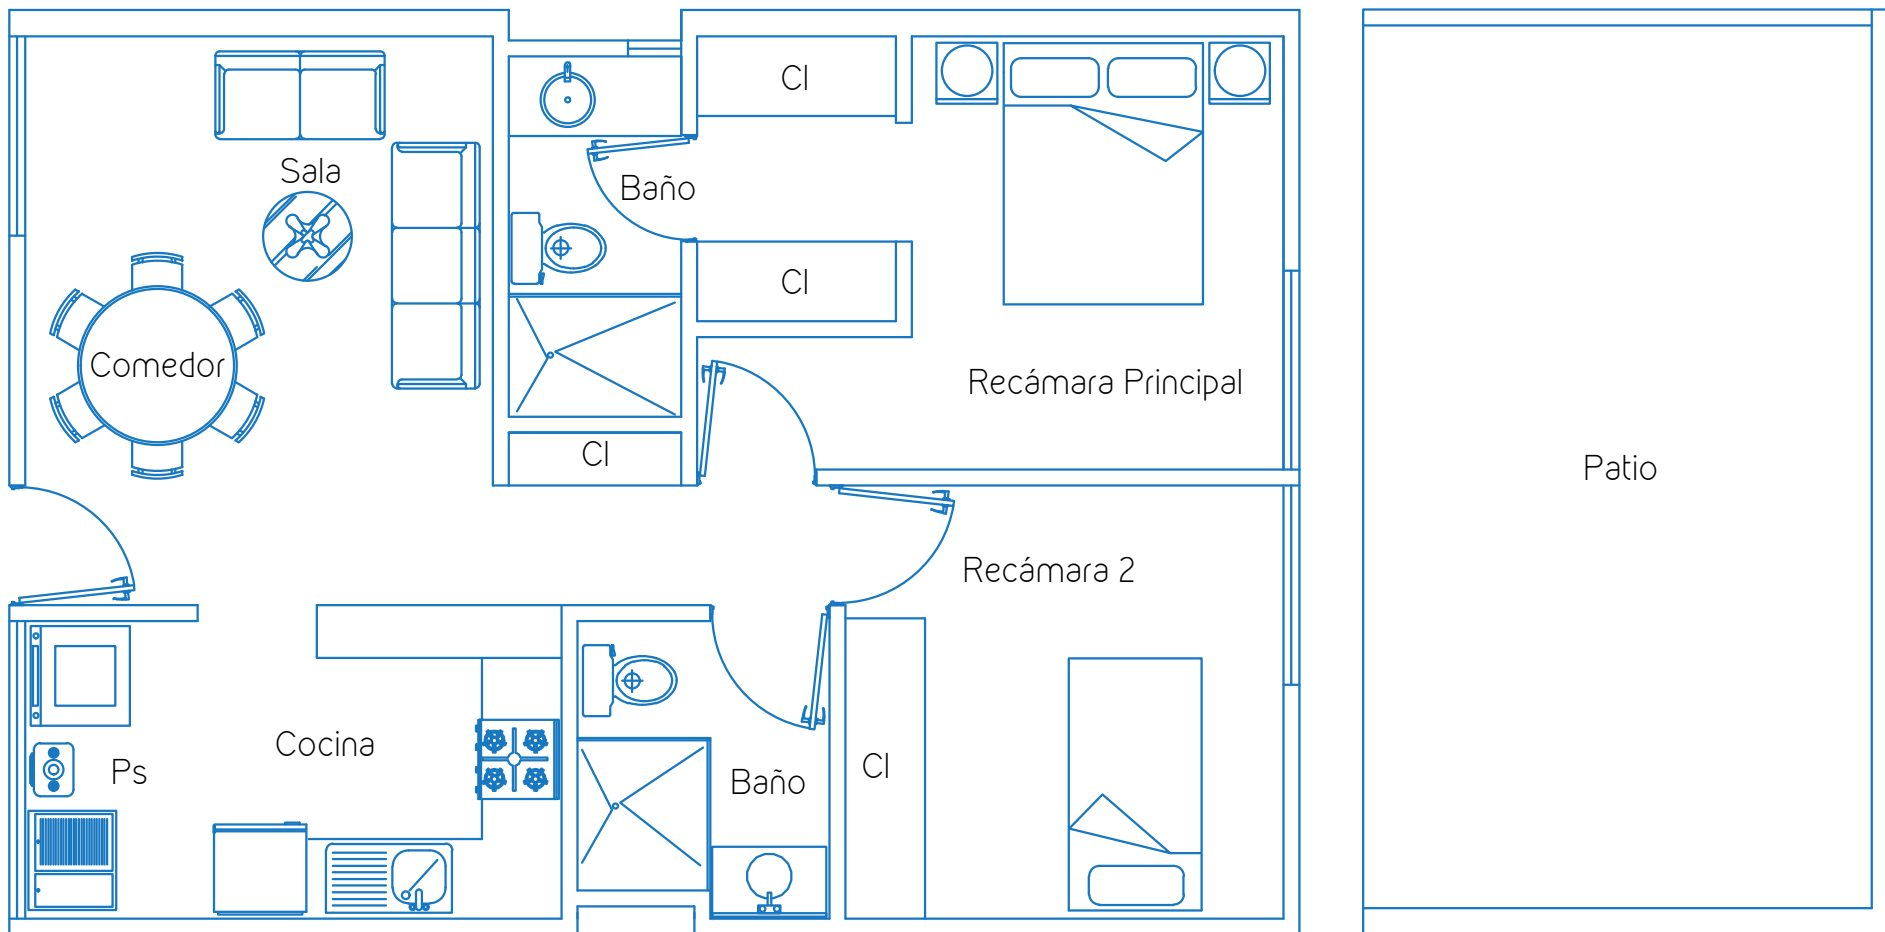 Cl
Sala
Baño
Cl
Comedor
Recámara Principal
Cl
Patio
Recámara 2
Cocina
Ps
Baño
Cl